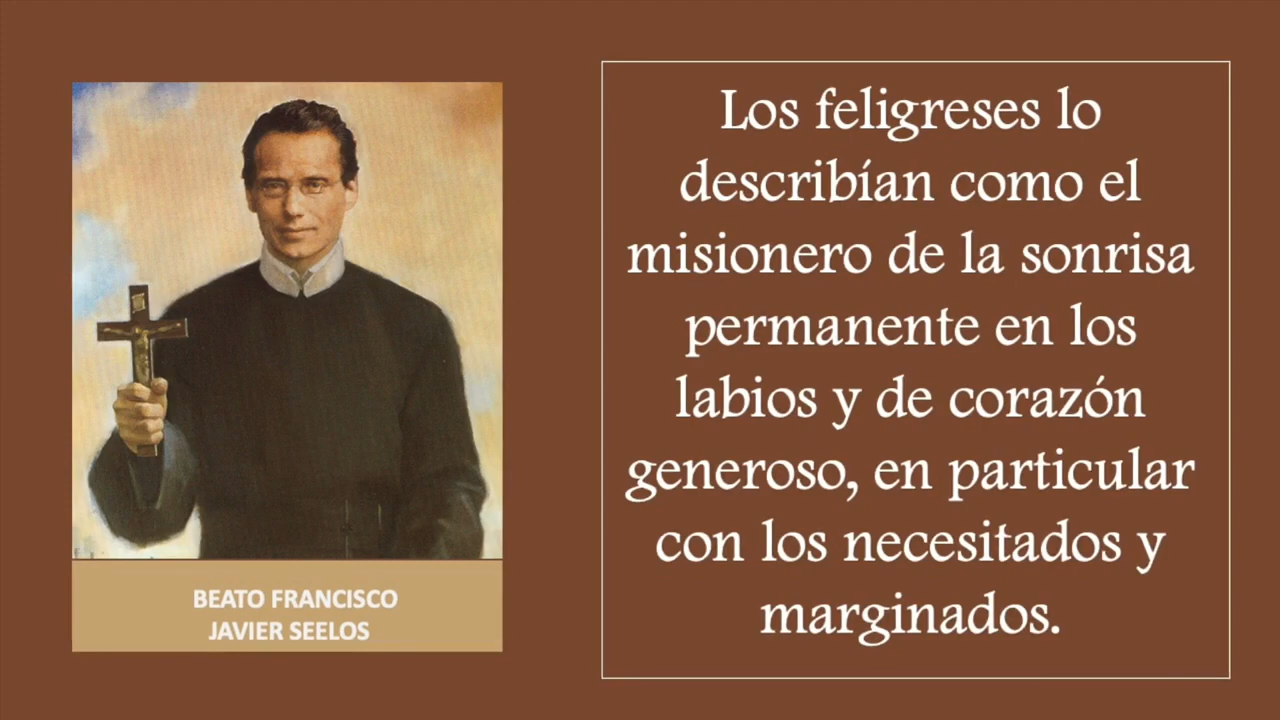 Los feligreses lo
describían como el
misionero de la sonrisa
permanente en los
labios y de corazón
generoso, en particular
con los necesitados y
marginados.
BEATO FRANCISCO
JAVIER SEELOS